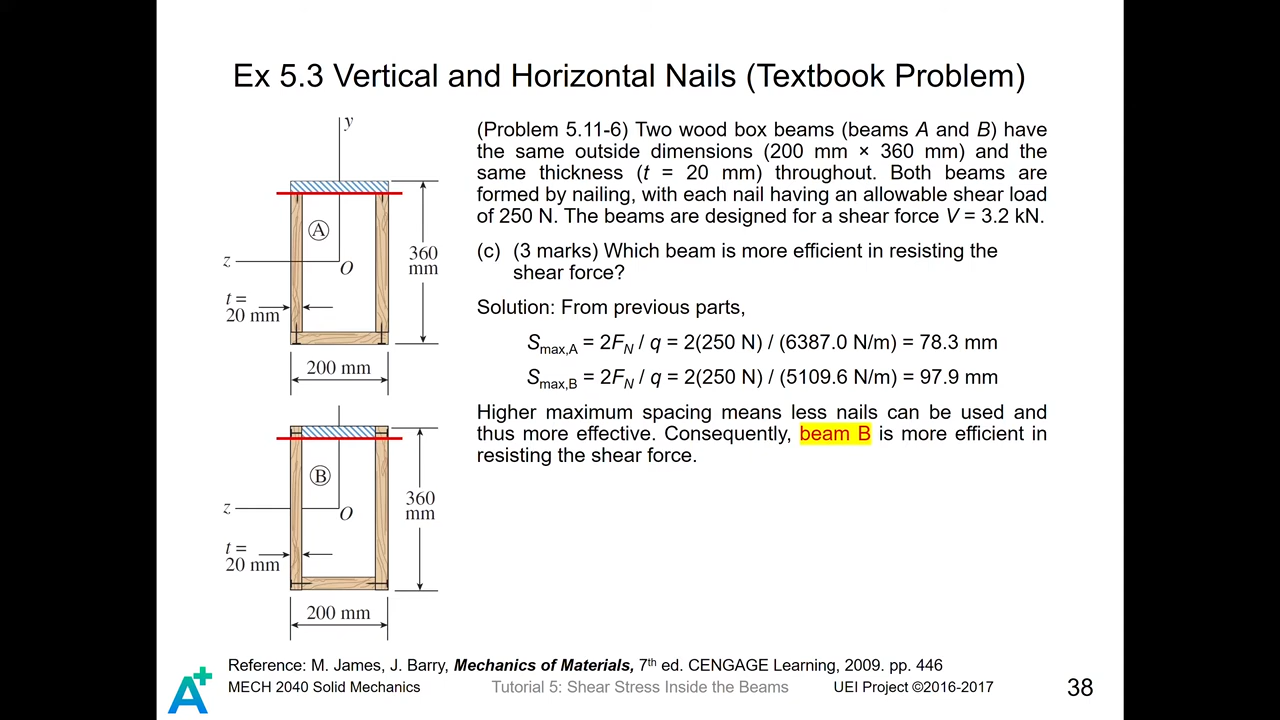 Ex 5.3 Vertical and Horizontal Nails (Textbook Problem)
y
A
z
O
360
mm
t =
20 mm
200 mm
B
z
O
360
mm
t =
20 mm
200 mm
(Problem 5.11-6) Two wood box beams (beams A and B) have
the same outside dimensions (200 mm × 360 mm) and the
same thickness (t = 20 mm) throughout. Both beams are
formed by nailing, with each nail having an allowable shear load
of 250 N. The beams are designed for a shear force V = 3.2 kN.
(c) (3 marks) Which beam is more efficient in resisting the
shear force?
Solution: From previous parts,
Smax,A = 2FN / q = 2(250 N) / (6387.0 N/m) = 78.3 mm
Smax,B = 2FN / q = 2(250 N) / (5109.6 N/m) = 97.9 mm
Higher maximum spacing means less nails can be used and
thus more effective. Consequently, beam B is more efficient in
resisting the shear force.
Reference: M. James, J. Barry, Mechanics of Materials, 7th ed. CENGAGE Learning, 2009. pp. 446
A+
MECH 2040 Solid Mechanics Tutorial 5: Shear Stress Inside the Beams UEI Project ©2016-2017 38